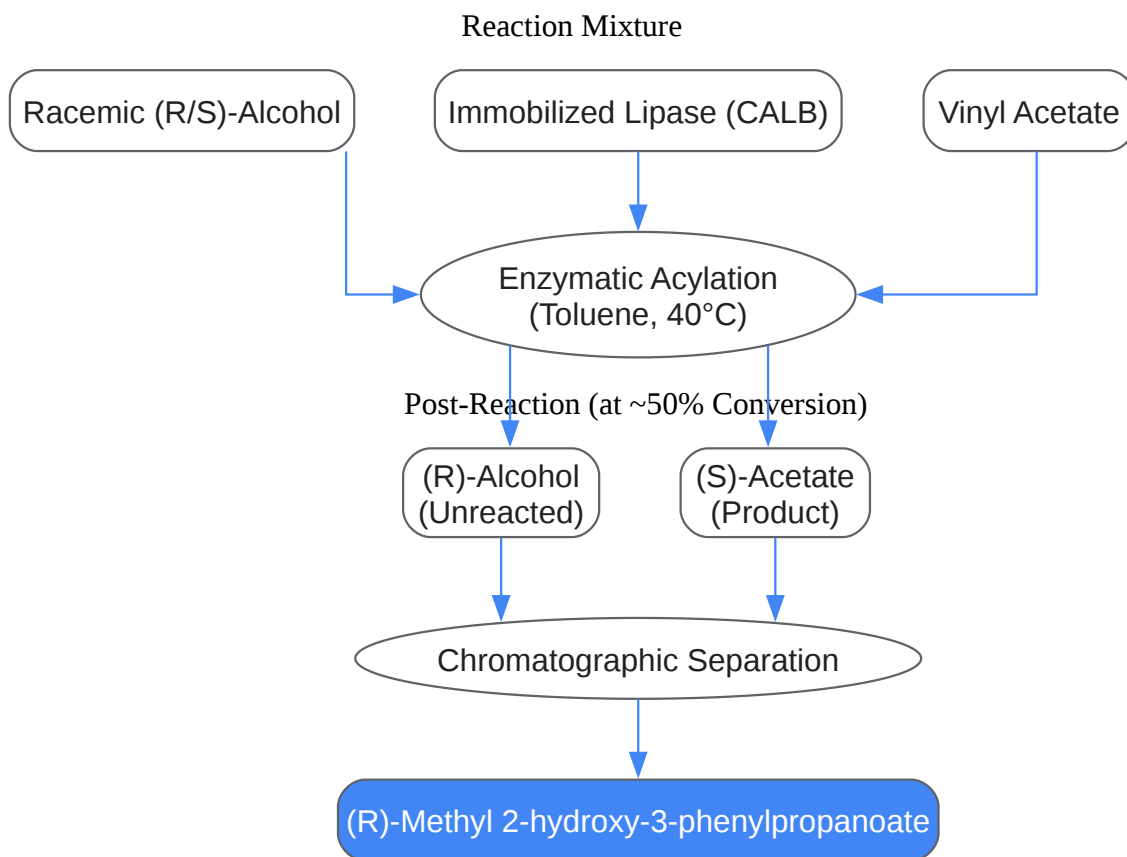 Reaction Mixture
Racemic (R/S)-Alcohol
Immobilized Lipase (CALB)
Vinyl Acetate
Enzymatic Acylation
(Toluene, 40°C)
Post-Reaction (at ~50% Conversion)
(R)-Alcohol
(Unreacted)
(S)-Acetate
(Product)
Chromatographic Separation
(R)-Methyl 2-hydroxy-3-phenylpropanoate